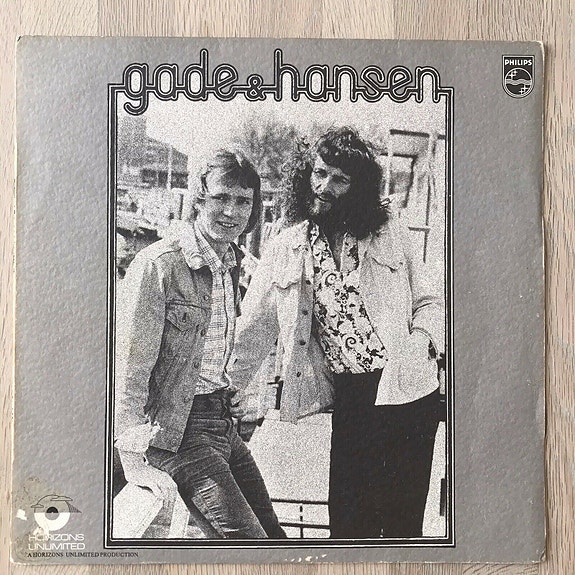 gade & hansen
PHILIPS
HORIZONS
UNLIMITED
A HORIZONS UNLIMITED PRODUCTION